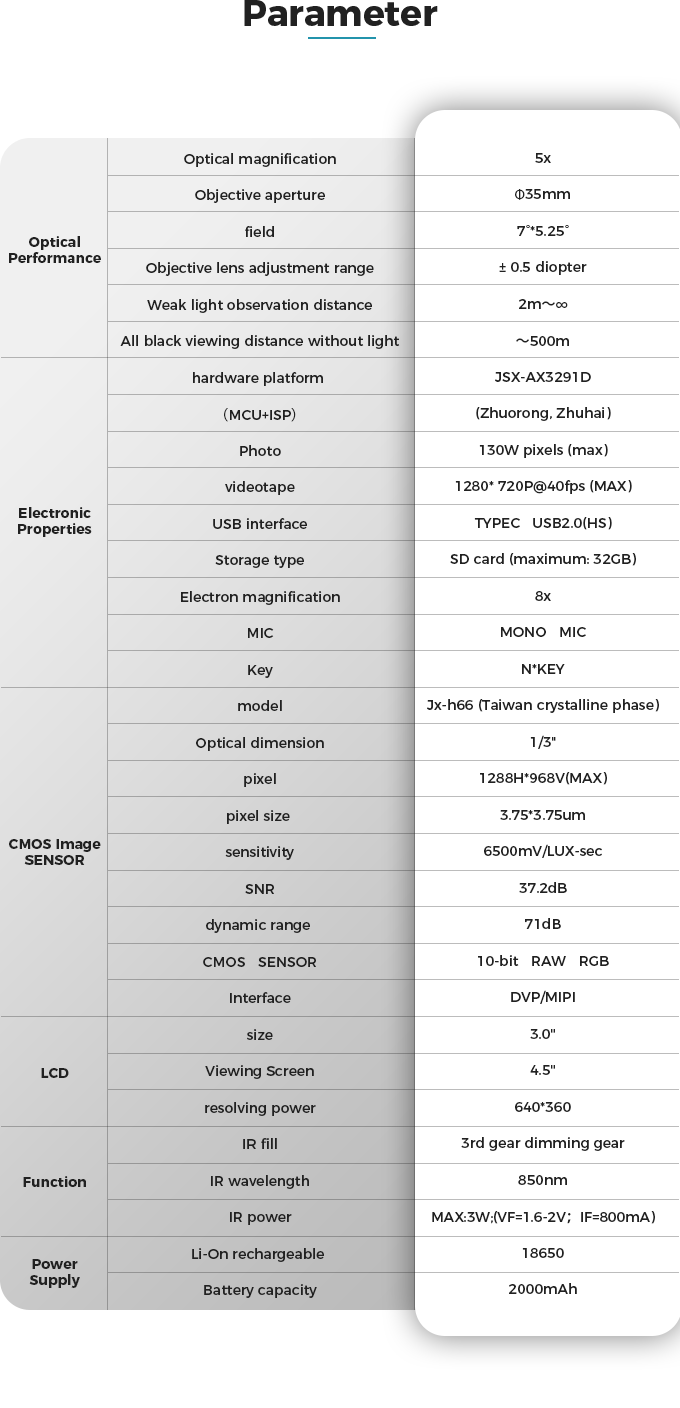 Parameter
Optical Performance
Optical magnification 5x
Objective aperture Φ35mm
field 7°*5.25°
Objective lens adjustment range ± 0.5 diopter
Weak light observation distance 2m～∞
All black viewing distance without light ～500m
Electronic Properties
hardware platform JSX-AX3291D
（MCU+ISP） (Zhuorong, Zhuhai)
Photo 130W pixels (max)
videotape 1280* 720P@40fps (MAX)
USB interface TYPEC USB2.0(HS)
Storage type SD card (maximum: 32GB)
Electron magnification 8x
MIC MONO MIC
Key N*KEY
CMOS Image SENSOR
model Jx-h66 (Taiwan crystalline phase)
Optical dimension 1/3"
pixel 1288H*968V(MAX)
pixel size 3.75*3.75um
sensitivity 6500mV/LUX-sec
SNR 37.2dB
dynamic range 71dB
CMOS SENSOR 10-bit RAW RGB
Interface DVP/MIPI
LCD
size 3.0"
Viewing Screen 4.5"
resolving power 640*360
Function
IR fill 3rd gear dimming gear
IR wavelength 850nm
IR power MAX:3W;(VF=1.6-2V；IF=800mA)
Power Supply
Li-On rechargeable 18650
Battery capacity 2000mAh